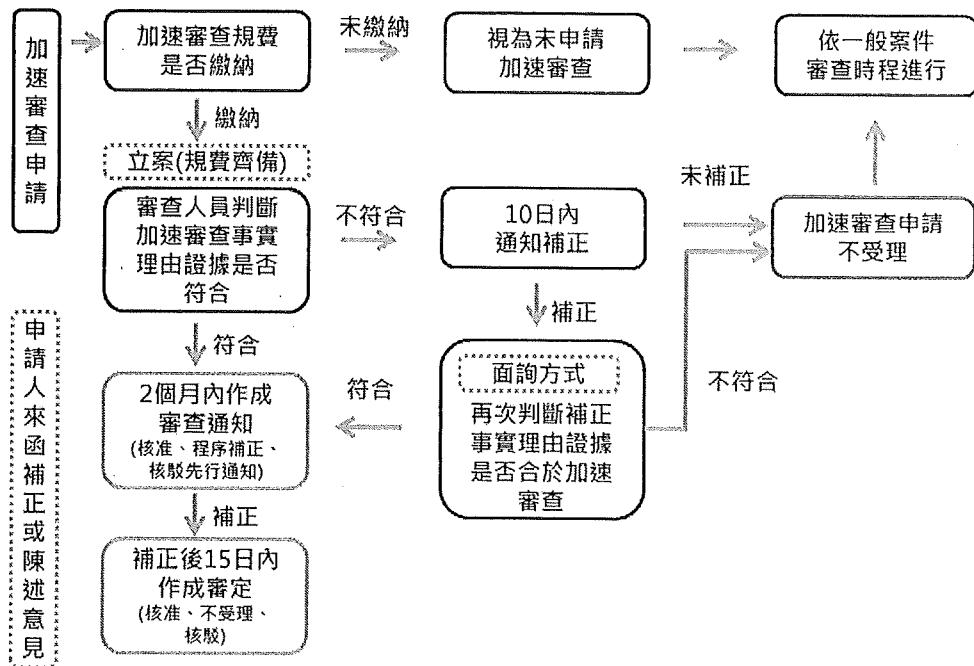 加速審查申請
加速審查規費
是否繳納
未繳納
視為未申請
加速審查
依一般案件
審查時程進行
繳納
立案(規費齊備)
審查人員判斷
加速審查事實
理由證據是否
符合
不符合
10日內
通知補正
未補正
加速審查申請
不受理
符合
補正
申請人來函補正或陳述意見
2個月內作成
審查通知
(核准、程序補正、
核駁先行通知)
符合
面詢方式
再次判斷補正
事實理由證據
是否合於加速
審查
不符合
補正
補正後15日內
作成審定
(核准、不受理、
核駁)